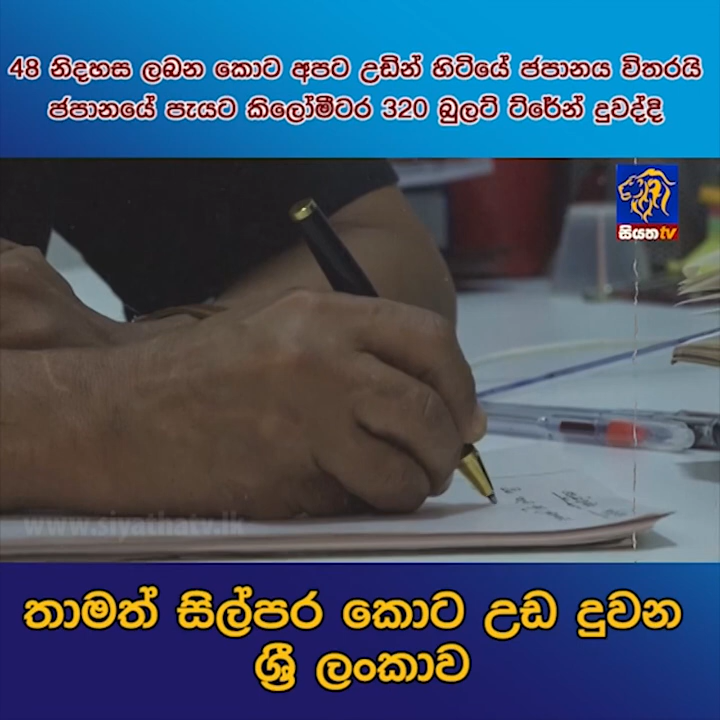 48 නිදහස ලබන කොට අපට උඩින් හිටියේ ජපානය විතරයි
ජපානයේ පැයට කිලෝමීටර 320 බුලට් ට්රේන් දුවද්දි
සියත tv
www.siyathatv.lk
තාමත් සිල්පර කොට උඩ දුවන
ශ්‍රී ලංකාව